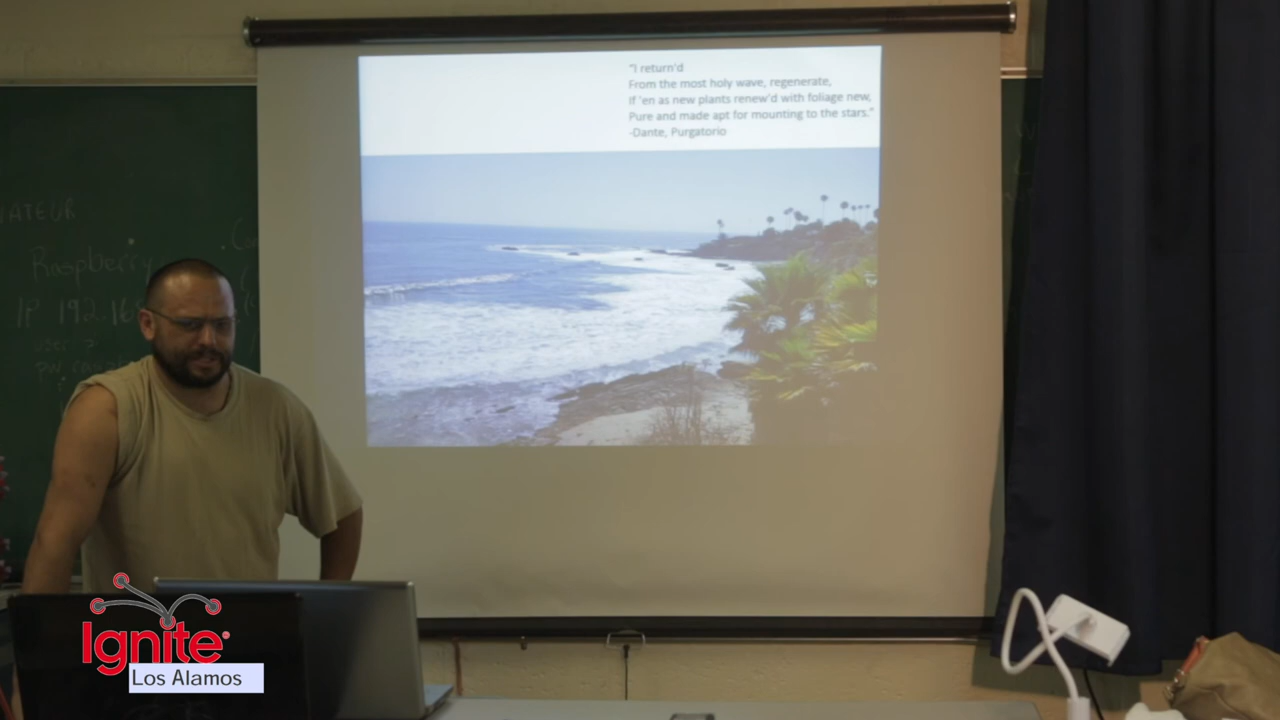 "I return'd
From the most holy wave, regenerate,
If 'en as new plants renew'd with foliage new,
Pure and made apt for mounting to the stars."
-Dante, Purgatorio
Raspberry
IP 192.168
Ignite
Los Alamos